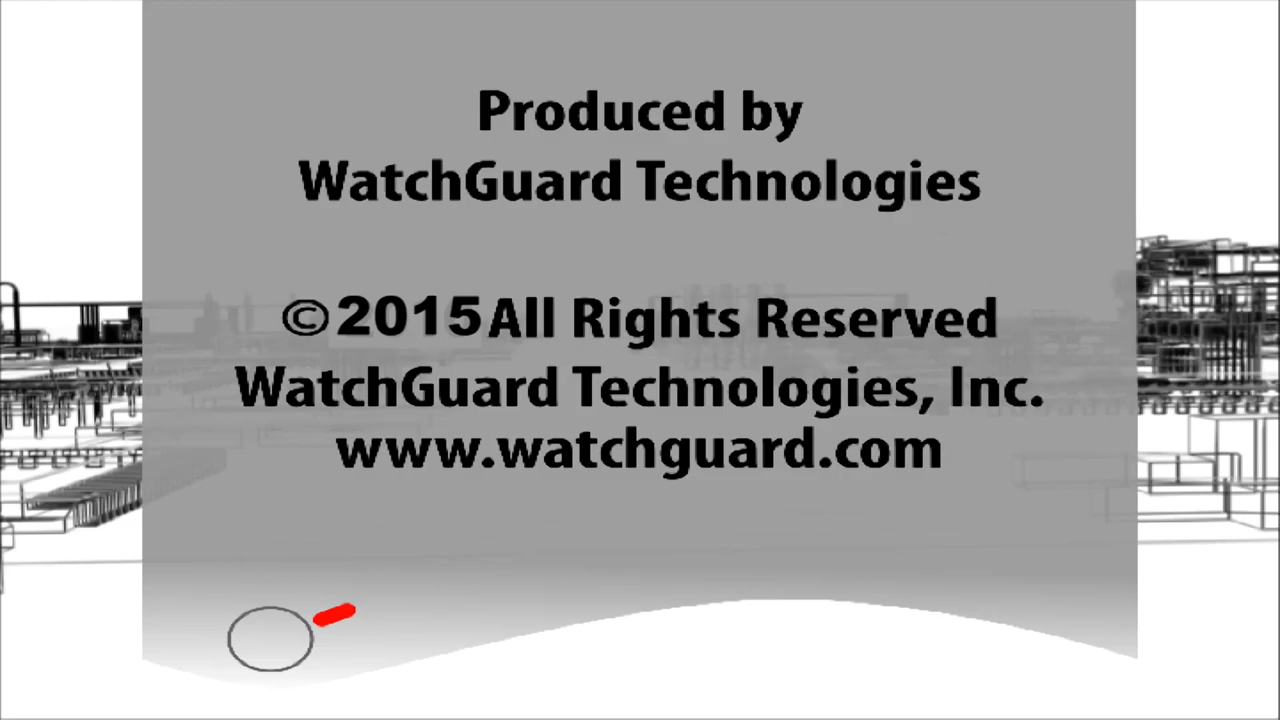 Produced by
WatchGuard Technologies
©2015 All Rights Reserved
WatchGuard Technologies, Inc.
www.watchguard.com